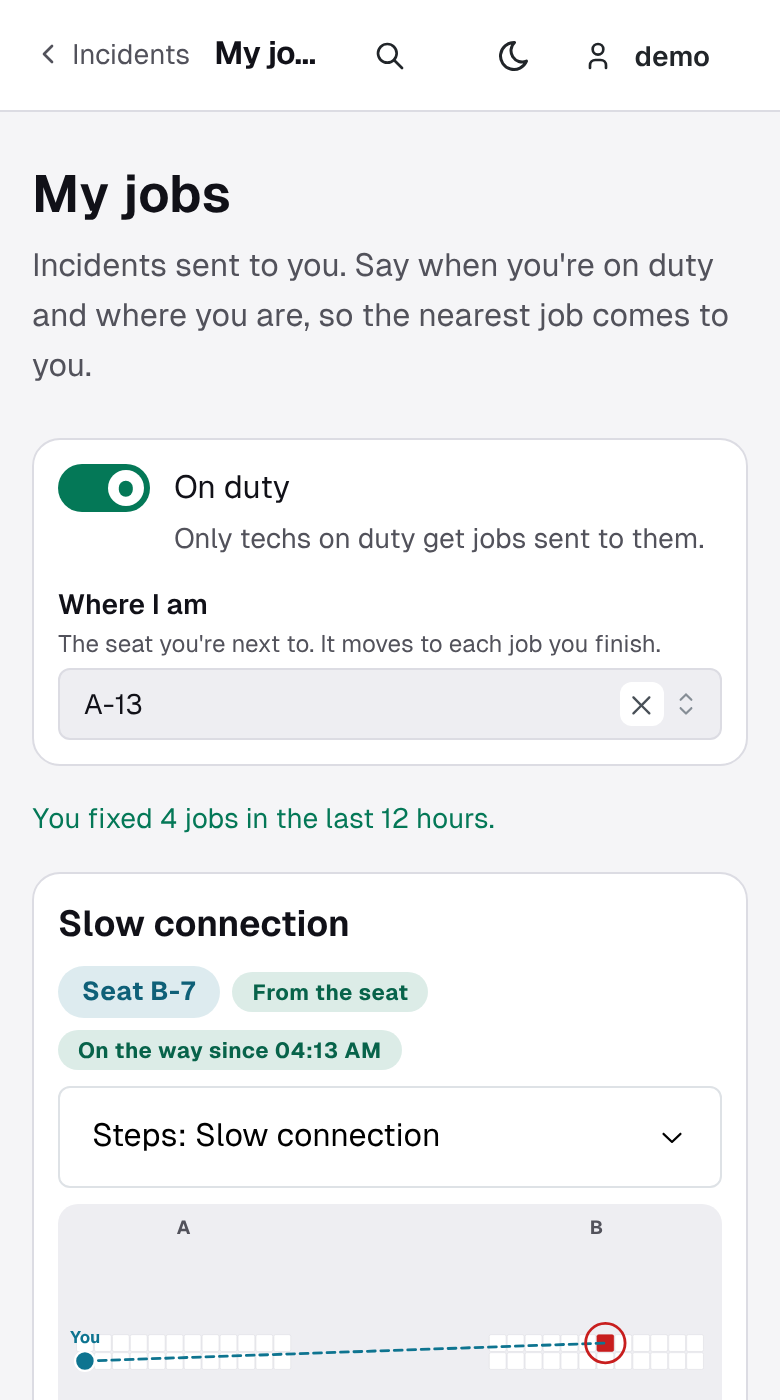 Incidents My jo... demo
My jobs
Incidents sent to you. Say when you're on duty
and where you are, so the nearest job comes to
you.
On duty
Only techs on duty get jobs sent to them.
Where I am
The seat you're next to. It moves to each job you finish.
A-13
You fixed 4 jobs in the last 12 hours.
Slow connection
Seat B-7 From the seat
On the way since 04:13 AM
Steps: Slow connection
A B
You